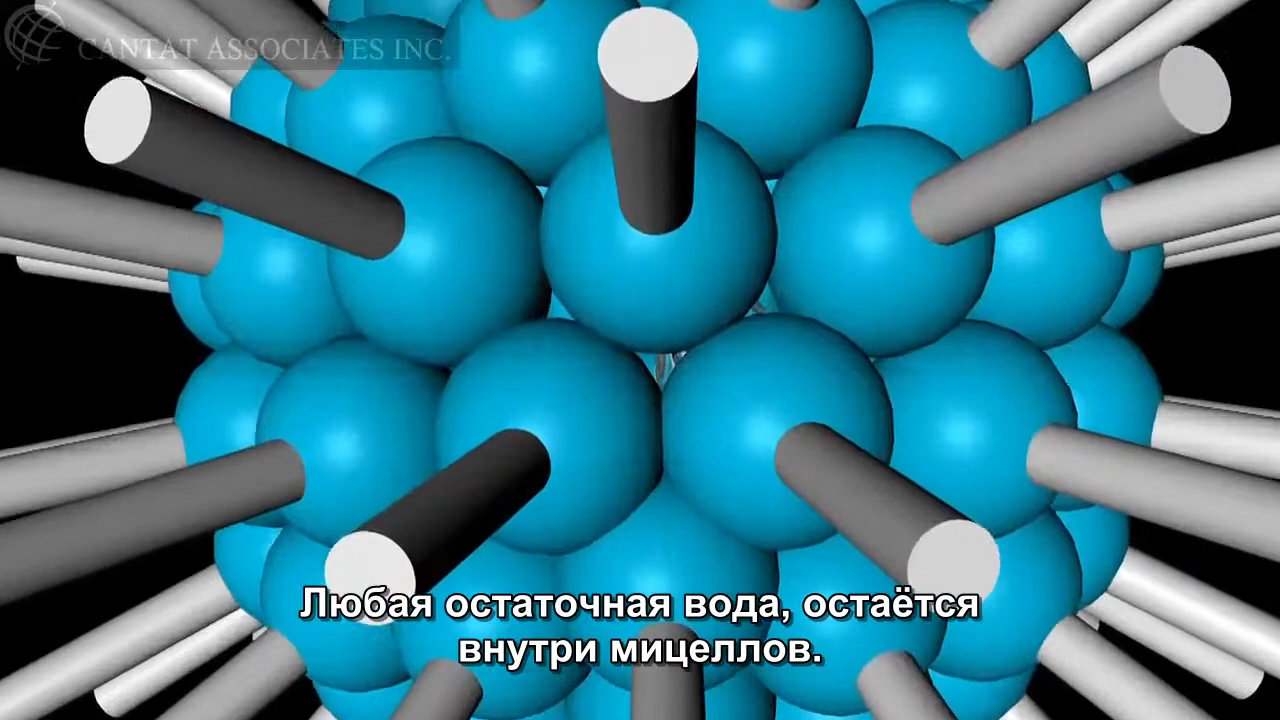 CANTAT ASSOCIATES INC.
Любая остаточная вода, остаётся
внутри мицеллов.